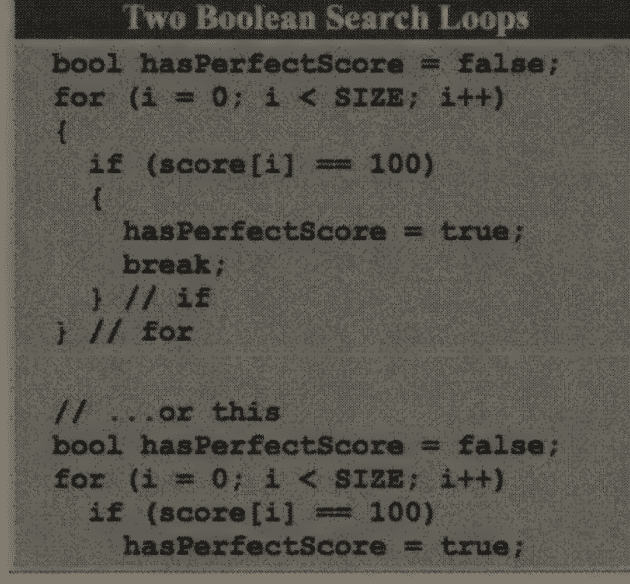 Two Boolean Search Loops
bool hasPerfectScore = false;
for (i = 0; i < SIZE; i++)
{
if (score[i] == 100)
{
hasPerfectScore = true;
break;
} // if
} // for
// ...or this
bool hasPerfectScore = false;
for (i = 0; i < SIZE; i++)
if (score[i] == 100)
hasPerfectScore = true;